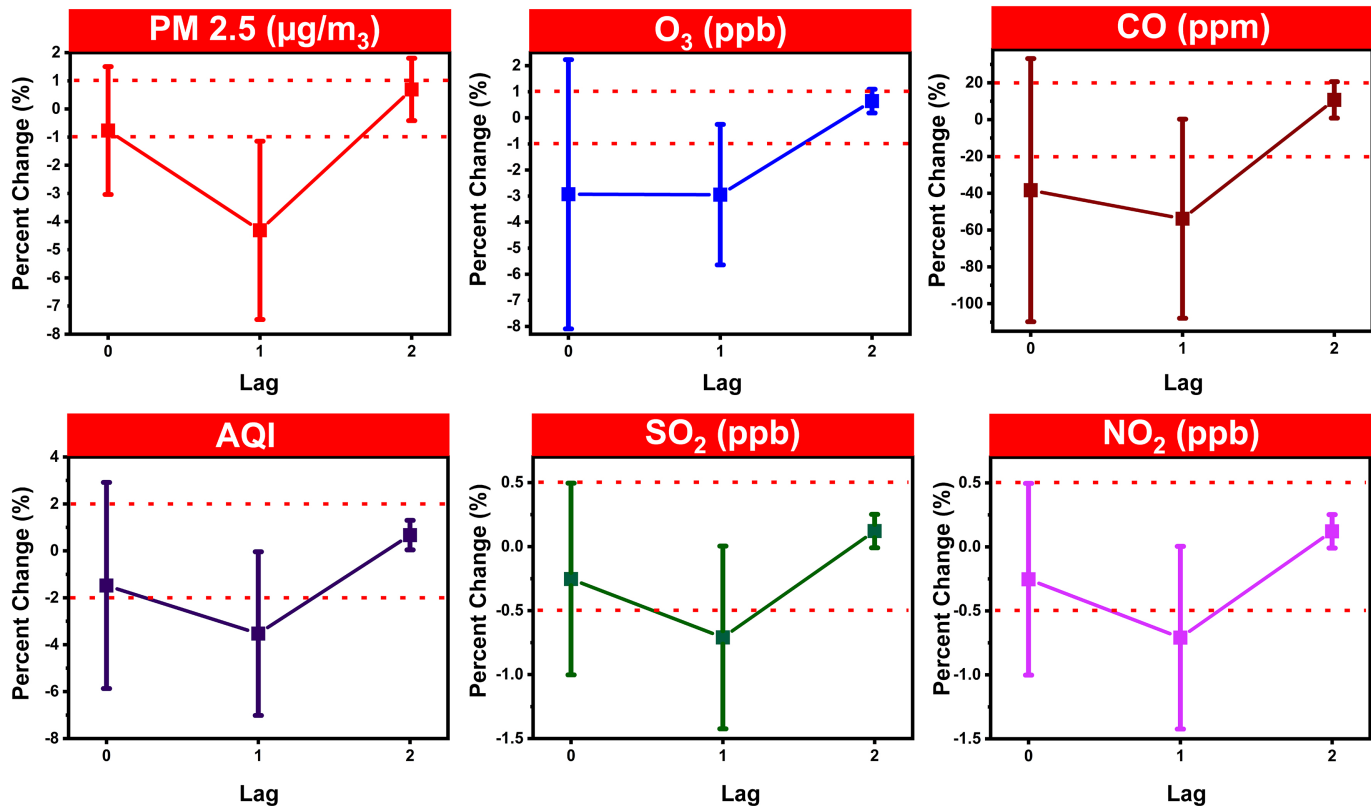 PM 2.5 (µg/m₃)
Percent Change (%)
2
1
0
-1
-2
-3
-4
-5
-6
-7
-8
0 1 2
Lag
O₃ (ppb)
Percent Change (%)
2
1
0
-1
-2
-3
-4
-5
-6
-7
-8
0 1 2
Lag
CO (ppm)
Percent Change (%)
20
0
-20
-40
-60
-80
-100
0 1 2
Lag
AQI
Percent Change (%)
4
2
0
-2
-4
-6
-8
0 1 2
Lag
SO₂ (ppb)
Percent Change (%)
0.5
0.0
-0.5
-1.0
-1.5
0 1 2
Lag
NO₂ (ppb)
Percent Change (%)
0.5
0.0
-0.5
-1.0
-1.5
0 1 2
Lag